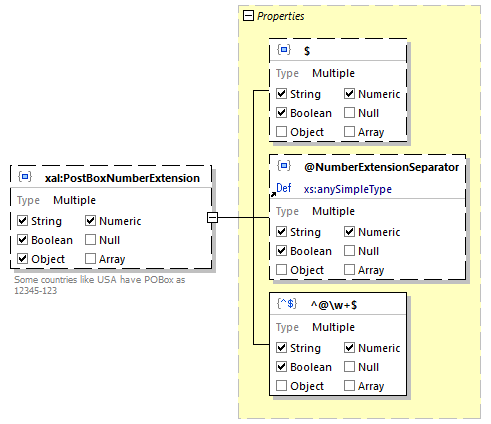 Properties
{} $
Type Multiple
String Numeric
Boolean Null
Object Array
{} @NumberExtensionSeparator
Def xs:anySimpleType
Type Multiple
String Numeric
Boolean Null
Object Array
{} xal:PostBoxNumberExtension
Type Multiple
String Numeric
Boolean Null
Object Array
Some countries like USA have POBox as
12345-123
{^$} ^@\w+$
Type Multiple
String Numeric
Boolean Null
Object Array